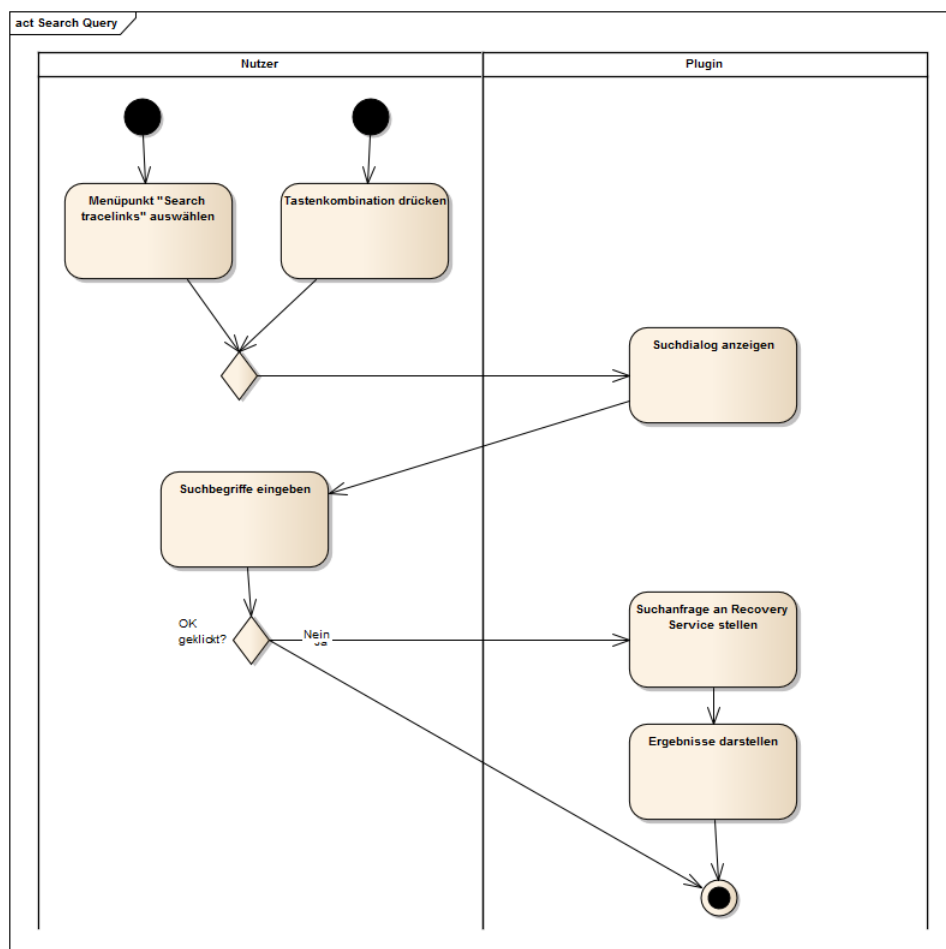 act Search Query
Nutzer
Plugin
Menüpunkt "Search
tracelinks" auswählen
Tastenkombination drücken
Suchdialog anzeigen
Suchbegriffe eingeben
OK
geklickt?
Nein
Ja
Suchanfrage an Recovery
Service stellen
Ergebnisse darstellen